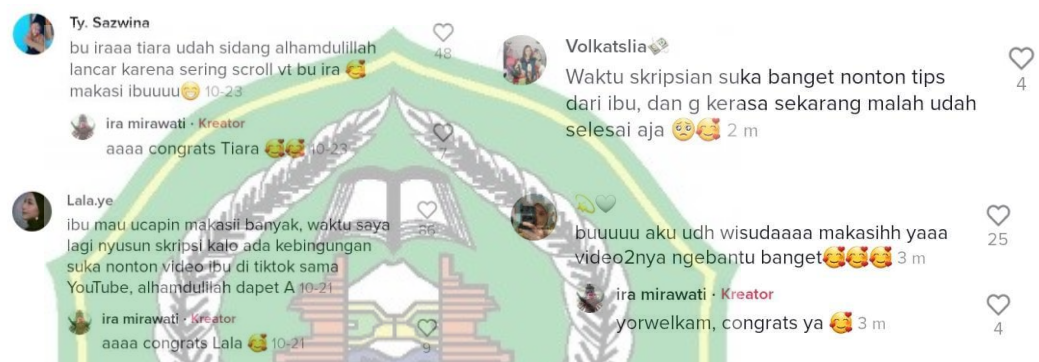 Ty. Sazwina
bu iraaa tiara udah sidang alhamdulillah
lancar karena sering scroll vt bu ira 🥰
makasi ibuuuu😁 10-23
48
ira mirawati · Kreator
aaaa congrats Tiara 🥰🥰 10-23
7
Lala.ye
ibu mau ucapin makasii banyak, waktu saya
lagi nyusun skripsi kalo ada kebingungan
suka nonton video ibu di tiktok sama
YouTube, alhamdulilah dapet A 10-21
86
ira mirawati · Kreator
aaaa congrats Lala 🥰 10-21
9
Volkatslia💸
Waktu skripsian suka banget nonton tips
dari ibu, dan g kerasa sekarang malah udah
selesai aja 🥺🥰 2 m
4
💫💚
buuuuu aku udh wisudaaaa makasihh yaaa
video2nya ngebantu banget🥰🥰🥰 3 m
25
ira mirawati · Kreator
yorwelkam, congrats ya 🥰 3 m
4